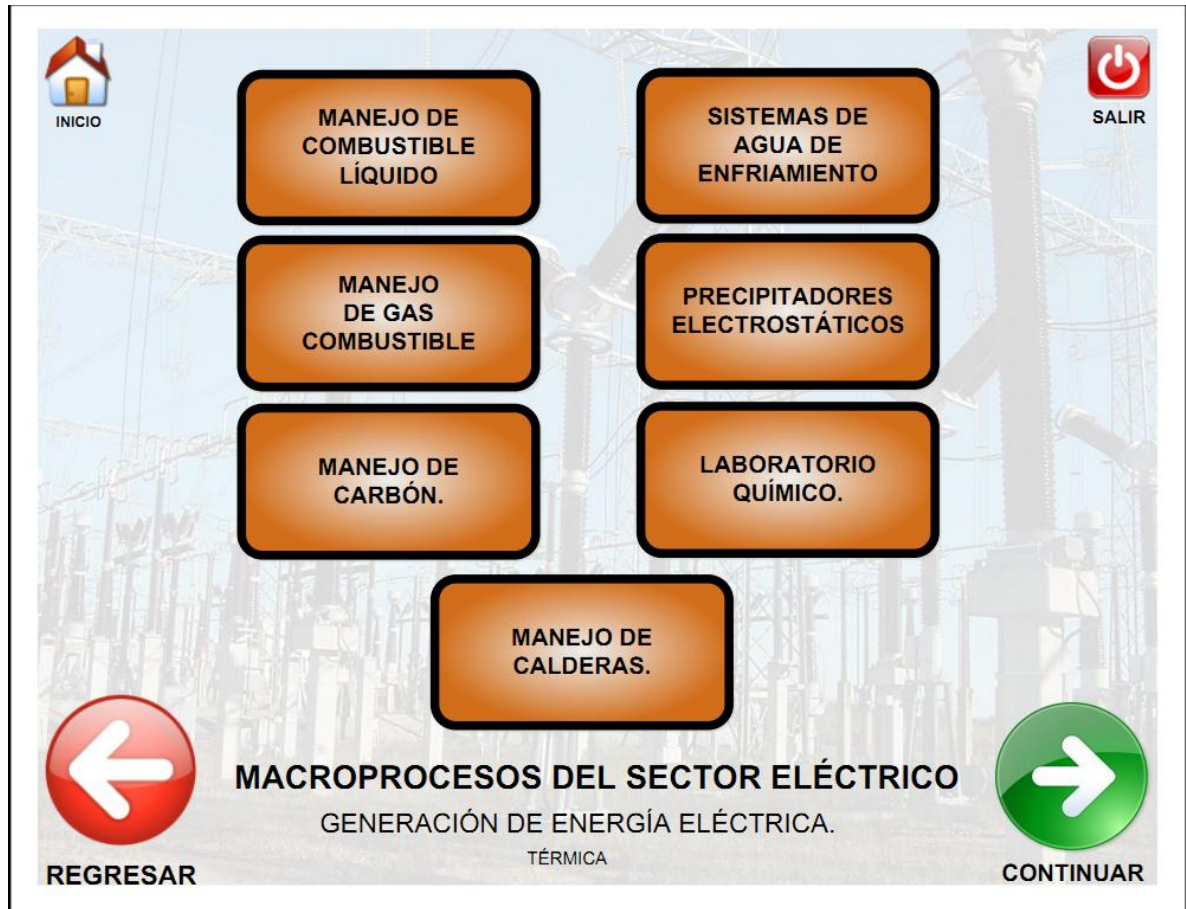 INICIO
SALIR
MANEJO DE
COMBUSTIBLE
LÍQUIDO
SISTEMAS DE
AGUA DE
ENFRIAMIENTO
MANEJO
DE GAS
COMBUSTIBLE
PRECIPITADORES
ELECTROSTÁTICOS
MANEJO DE
CARBÓN.
LABORATORIO
QUÍMICO.
MANEJO DE
CALDERAS.
MACROPROCESOS DEL SECTOR ELÉCTRICO
GENERACIÓN DE ENERGÍA ELÉCTRICA.
TÉRMICA
REGRESAR
CONTINUAR